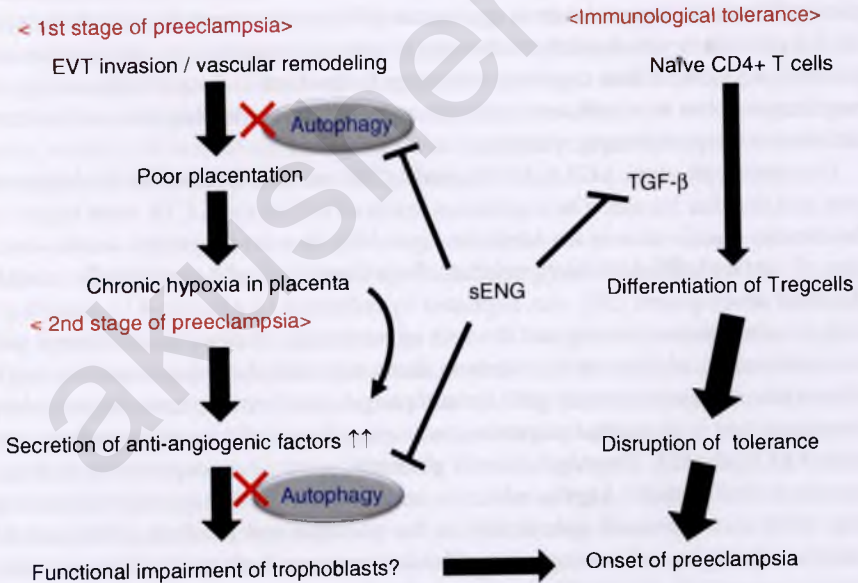 < 1st stage of preeclampsia>
EVT invasion / vascular remodeling
Autophagy
Poor placentation
Chronic hypoxia in placenta
< 2nd stage of preeclampsia>
Secretion of anti-angiogenic factors ↑↑
Autophagy
Functional impairment of trophoblasts?
sENG
TGF-β
<Immunological tolerance>
Naïve CD4+ T cells
Differentiation of Tregcells
Disruption of tolerance
Onset of preeclampsia
akusher